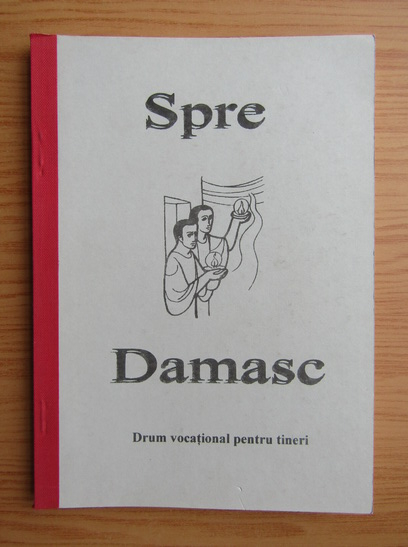 Spre
Damasc
Drum vocațional pentru tineri